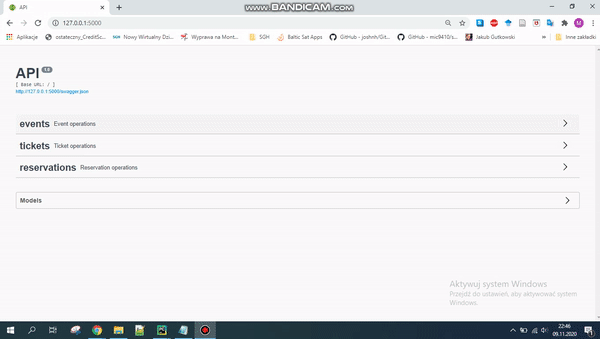 API
www.BANDICAM.com
127.0.0.1:5000
Aplikacje
ostateczny_CreditSc...
Nowy Wirtualny Dzi...
Wyprawa na Mont...
SGH
Baltic Sat Apps
GitHub - joshnh/Git...
GitHub - mic9410/s...
Jakub Gutkowski
»
Inne zakładki
API 1.0
[ Base URL: / ]
http://127.0.0.1:5000/swagger.json
events Event operations
tickets Ticket operations
reservations Reservation operations
Models
Aktywuj system Windows
Przejdź do ustawień, aby aktywować system
Windows.
22:46
09.11.2020